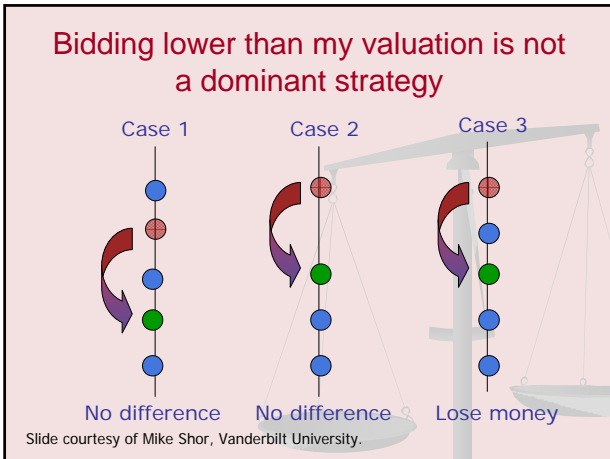 Bidding lower than my valuation is not
a dominant strategy
Case 1
Case 2
Case 3
No difference
No difference
Lose money
Slide courtesy of Mike Shor, Vanderbilt University.